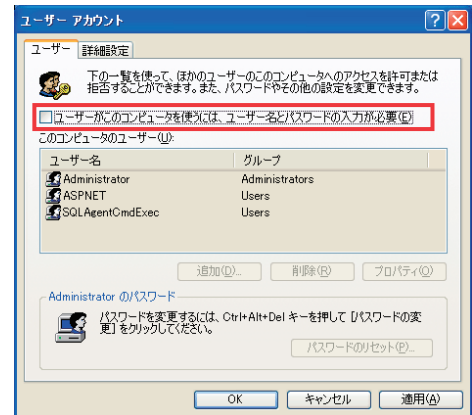 ユーザー アカウント
ユーザー 詳細設定
下の一覧を使って、ほかのユーザーのこのコンピュータへのアクセスを許可または
拒否することができます。また、パスワードやその他の設定を変更できます。
ユーザーがこのコンピュータを使うには、ユーザー名とパスワードの入力が必要(E)
このコンピュータのユーザー(U):
ユーザー名 グループ
Administrator Administrators
ASPNET Users
SQLAgentCmdExec Users
追加(D)... 削除(R) プロパティ(O)
Administrator のパスワード
パスワードを変更するには、Ctrl+Alt+Del キーを押して [パスワードの変
更] をクリックしてください。
パスワードのリセット(P)...
OK キャンセル 適用(A)